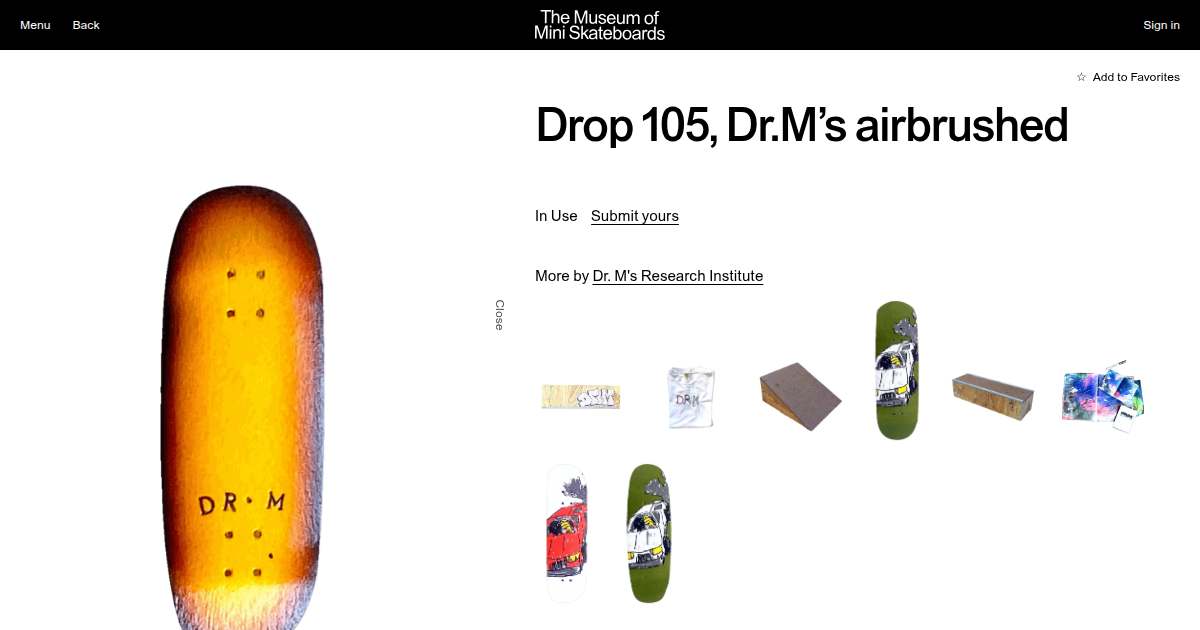 Menu
Back
The Museum of
Mini Skateboards
Sign in
☆ Add to Favorites
Drop 105, Dr.M’s airbrushed
In Use Submit yours
More by Dr. M's Research Institute
Close
DR•M
DR M